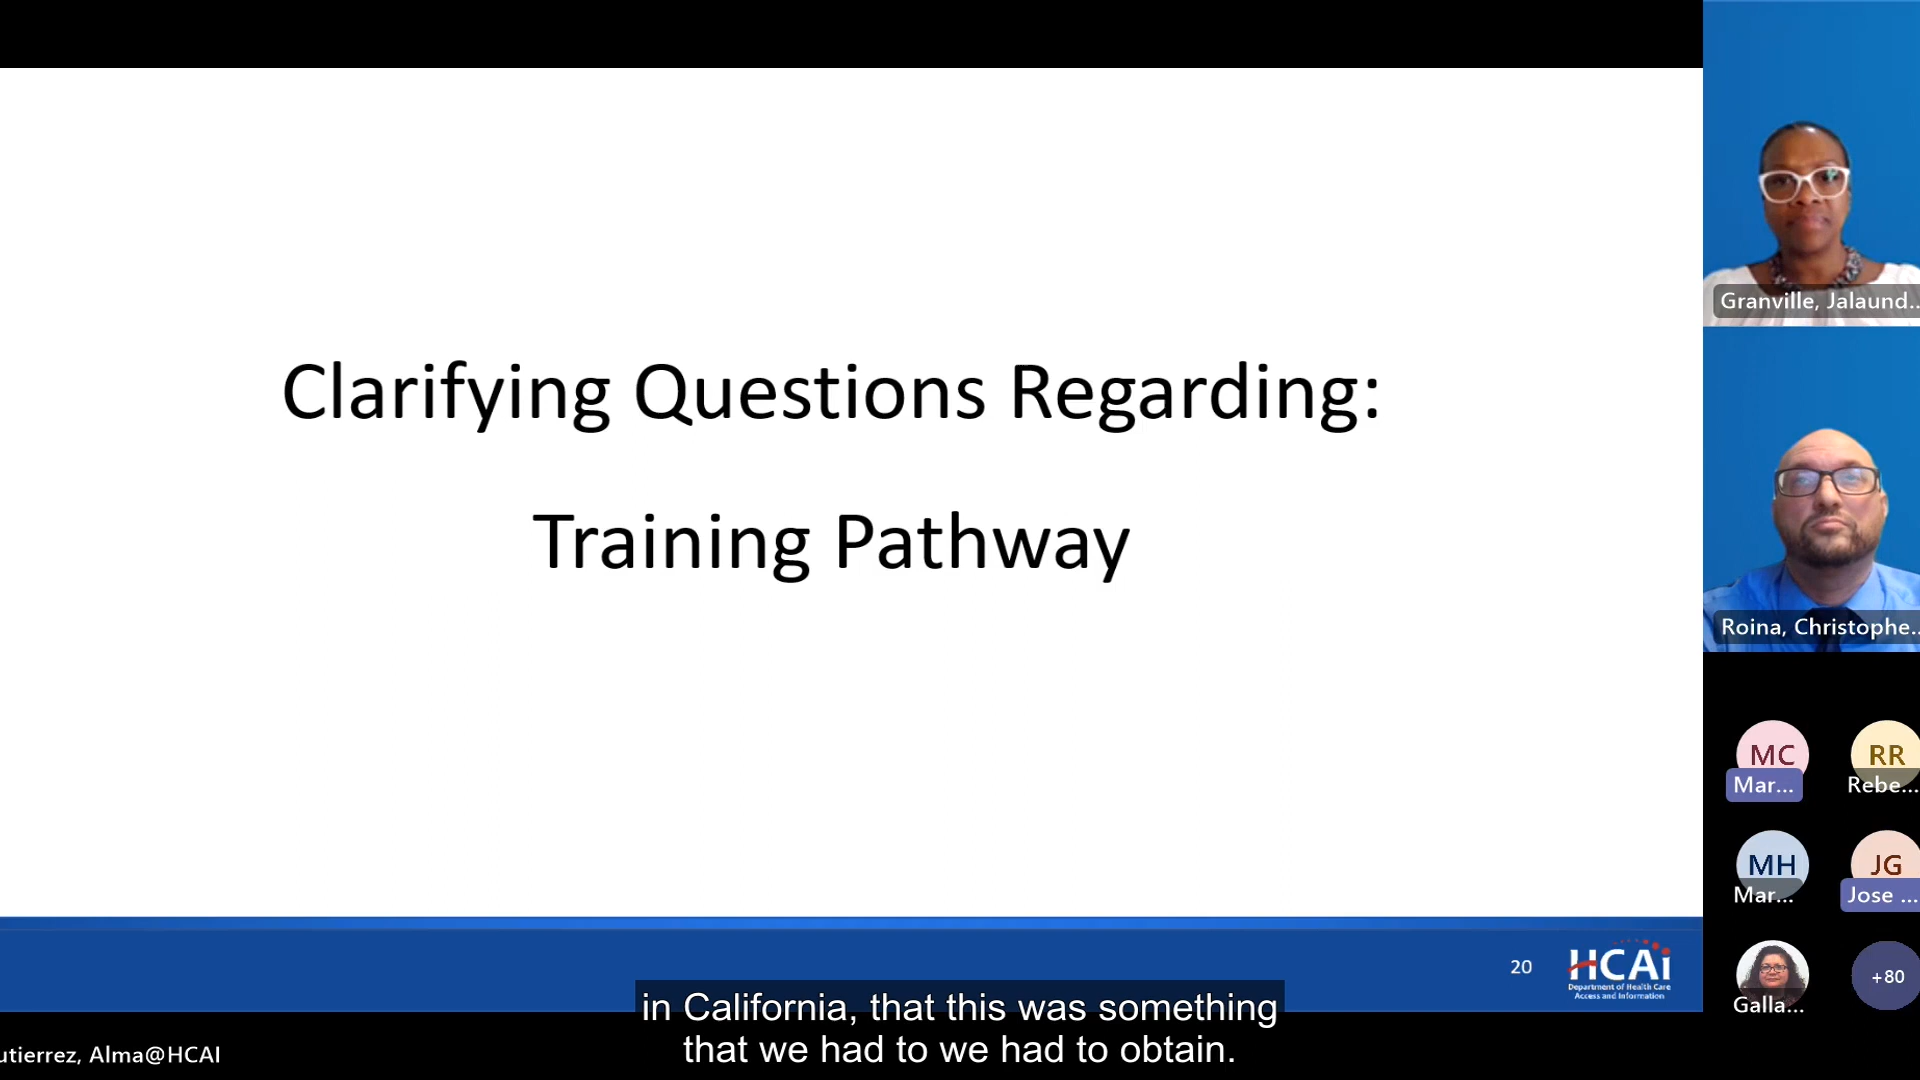 Clarifying Questions Regarding:
Training Pathway
20
HCAi
Department of Health Care
Access and Information
in California, that this was something
that we had to we had to obtain.
utierrez, Alma@HCAI
Granville, Jalaund...
Roina, Christophe...
MC
Mar...
RR
Rebe...
MH
Mar...
JG
Jose ...
Galla...
+80